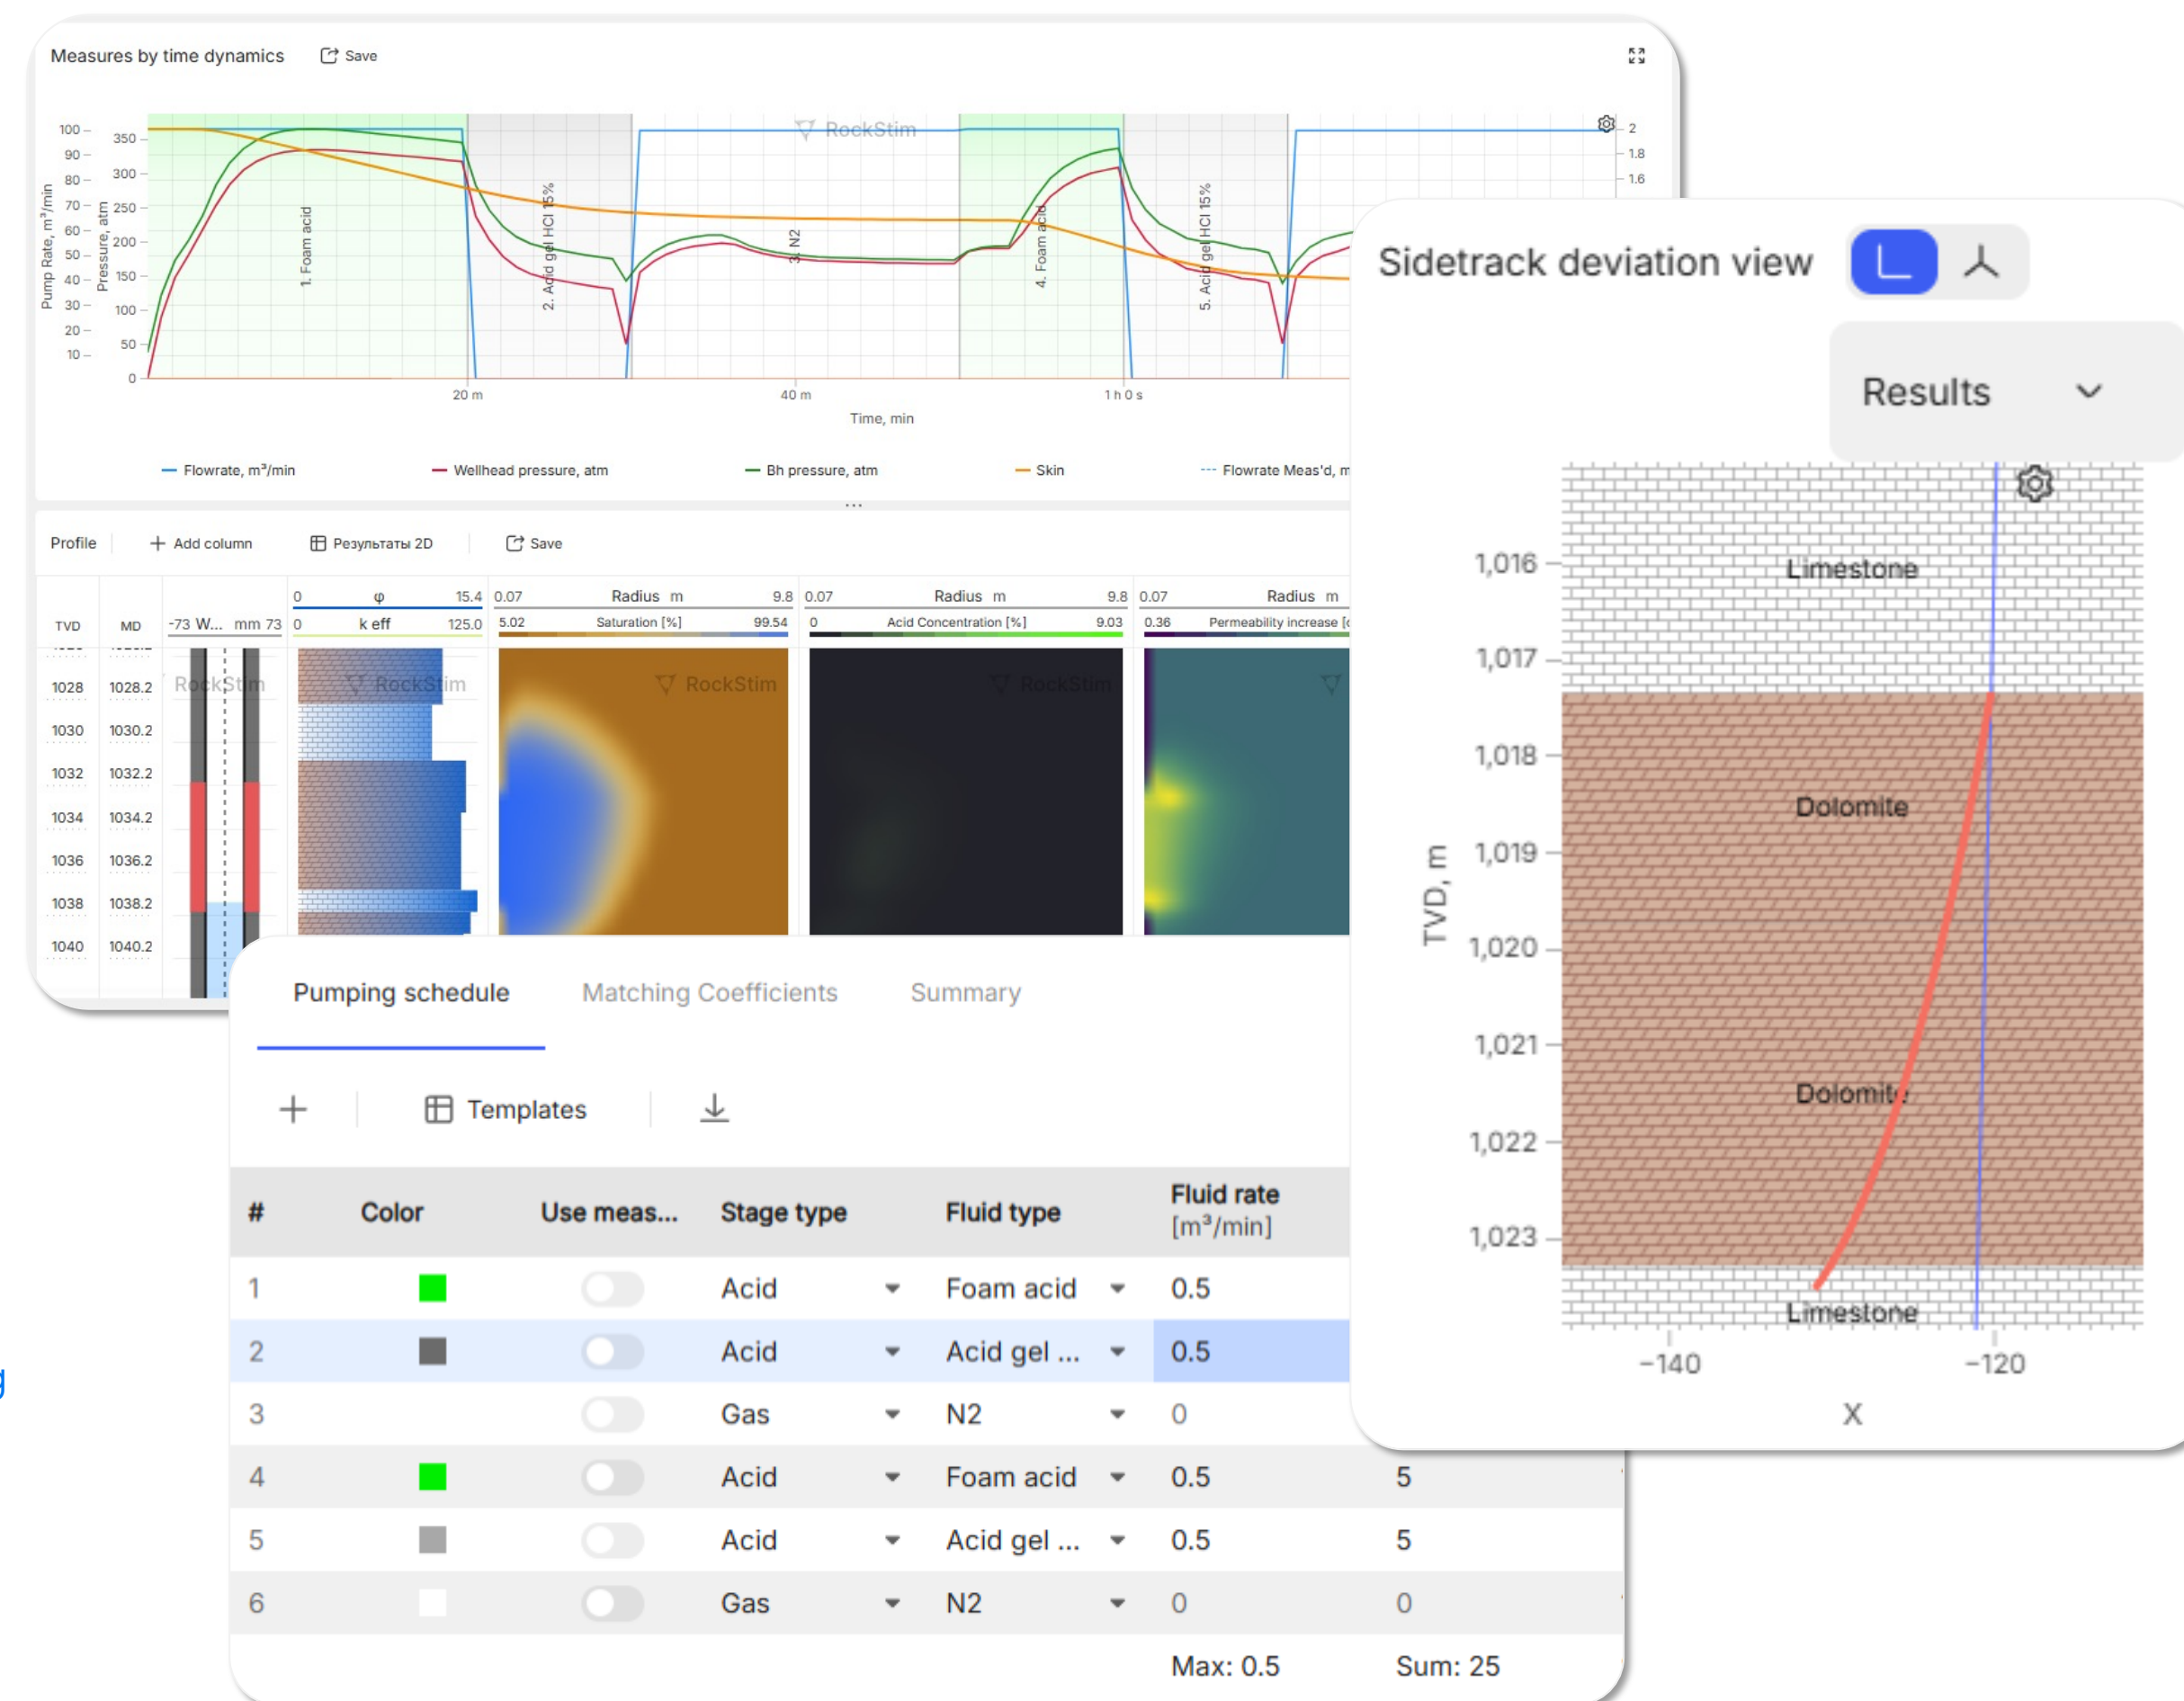 Measures by time dynamics Save
RockStim
100 90 80 70 60 50 40 30 20 10
Pump Rate, m³/min
350 300 250 200 150 100 50 0
Pressure, atm
2 1.8 1.6
1. Foam acid
2. Acid gel HCl 15%
3. N2
4. Foam acid
5. Acid gel HCl 15%
20 m 40 m 1 h 0 s
Time, min
Flowrate, m³/min Wellhead pressure, atm Bh pressure, atm Skin Flowrate Meas'd, m
Profile Add column Результаты 2D Save
TVD MD -73 W... mm 73
0 φ 15.4
0 k eff 125.0
0.07 Radius m 9.8
5.02 Saturation [%] 99.54
0.07 Radius m 9.8
0 Acid Concentration [%] 9.03
0.07 Radius m
0.36 Permeability increase
RockStim RockStim RockStim RockStim
1028 1028.2
1030 1030.2
1032 1032.2
1034 1034.2
1036 1036.2
1038 1038.2
1040 1040.2
Sidetrack deviation view
Results
TVD, m
1,016
1,017
1,018
1,019
1,020
1,021
1,022
1,023
Limestone
Dolomite
Dolomite
Limestone
−140 −120
X
Pumping schedule Matching Coefficients Summary
Templates
# Color Use meas... Stage type Fluid type Fluid rate
[m³/min]
1 Acid Foam acid 0.5
2 Acid Acid gel ... 0.5
3 Gas N2 0
4 Acid Foam acid 0.5 5
5 Acid Acid gel ... 0.5 5
6 Gas N2 0 0
Max: 0.5 Sum: 25